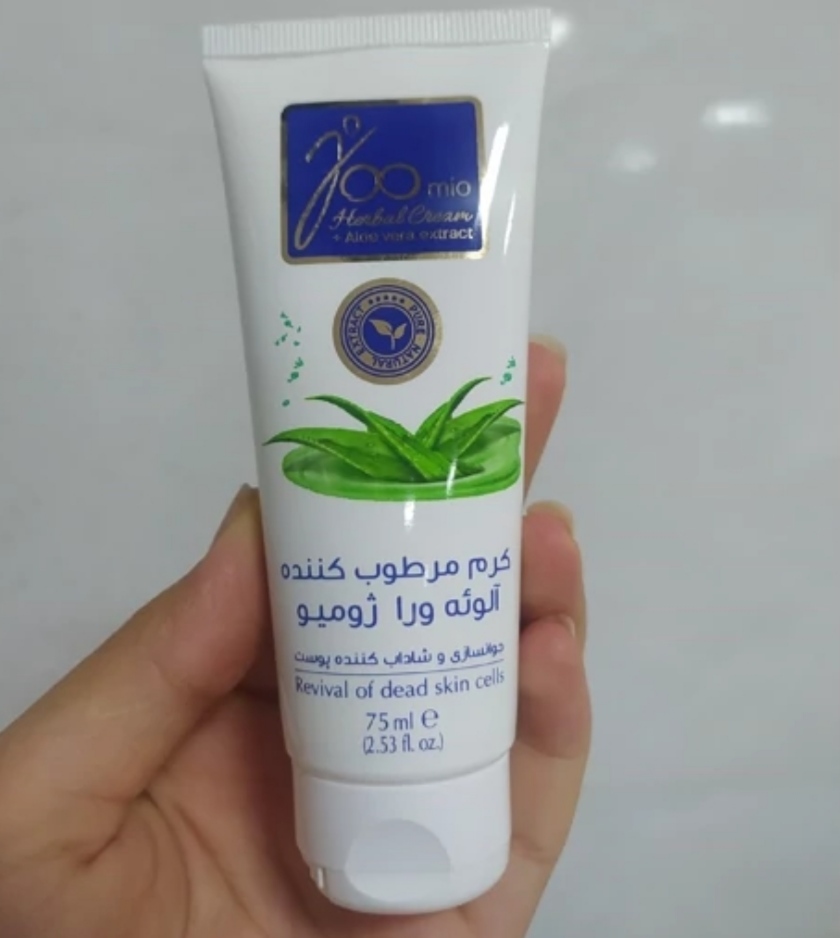 joo mio
Herbal Cream
+ Aloe vera extract
PURE NATURAL EXTRACT
کرم مرطوب کننده
آلوئه ورا ژومیو
جوانسازی و شاداب کننده پوست
Revival of dead skin cells
75 ml ℮
(2.53 fl. oz.)